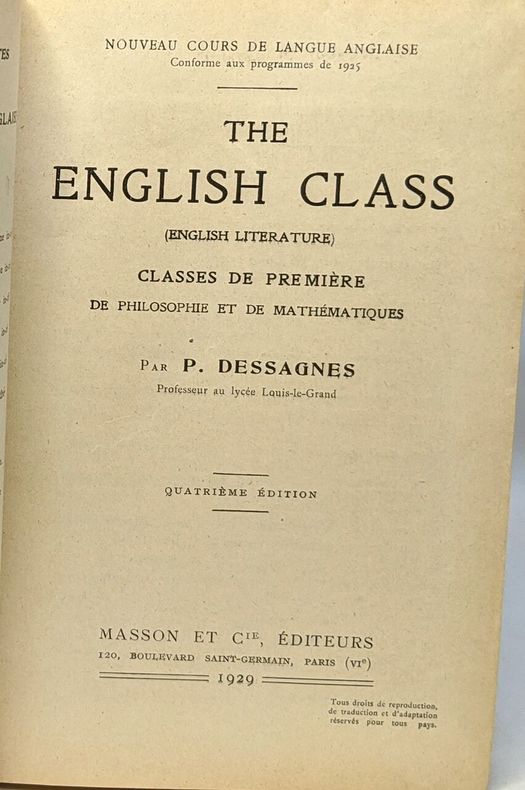 NOUVEAU COURS DE LANGUE ANGLAISE
Conforme aux programmes de 1925
THE
ENGLISH CLASS
(ENGLISH LITERATURE)
CLASSES DE PREMIÈRE
DE PHILOSOPHIE ET DE MATHÉMATIQUES
PAR P. DESSAGNES
Professeur au lycée Louis-le-Grand
QUATRIÈME ÉDITION
MASSON ET CIE, ÉDITEURS
120, BOULEVARD SAINT-GERMAIN, PARIS (VIe)
1929
Tous droits de reproduction,
de traduction et d'adaptation
réservés pour tous pays.